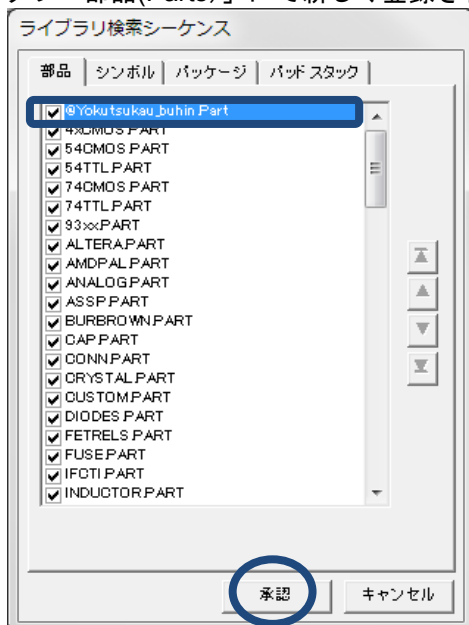 ライブラリ検索シーケンス
部品 シンボル パッケージ パッド スタック
@Yokutsukau_buhin.Part
4xCMOS.PART
54CMOS.PART
54TTL.PART
74CMOS.PART
74TTL.PART
93xx.PART
ALTERA.PART
AMDPAL.PART
ANALOG.PART
ASSP.PART
BURBROWN.PART
CAP.PART
CONN.PART
CRYSTAL.PART
CUSTOM.PART
DIODES.PART
FETRELS.PART
FUSE.PART
IFCTI.PART
INDUCTOR.PART
承認 キャンセル